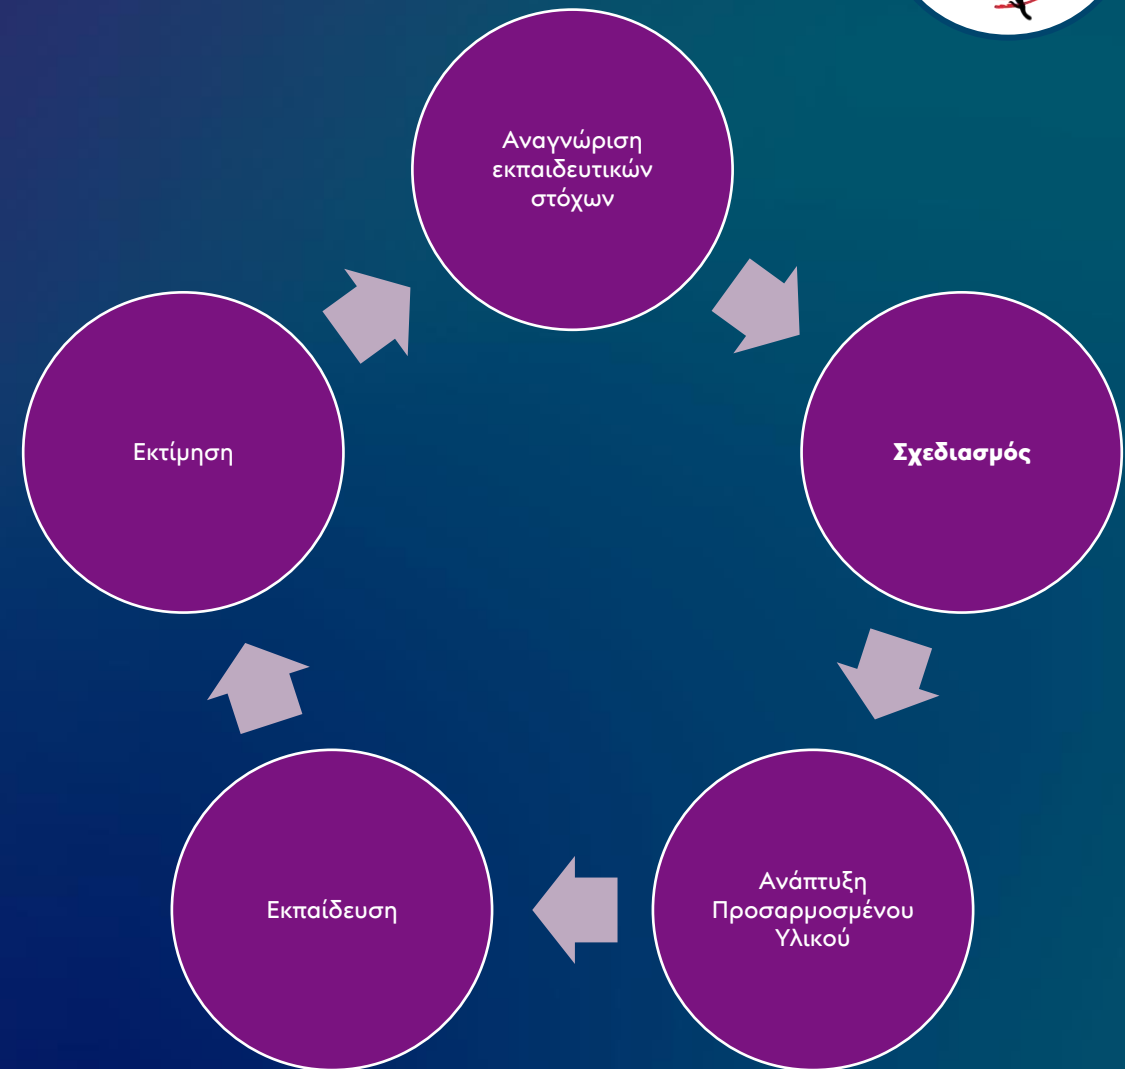 Αναγνώριση
εκπαιδευτικών
στόχων
Σχεδιασμός
Ανάπτυξη
Προσαρμοσμένου
Υλικού
Εκπαίδευση
Εκτίμηση